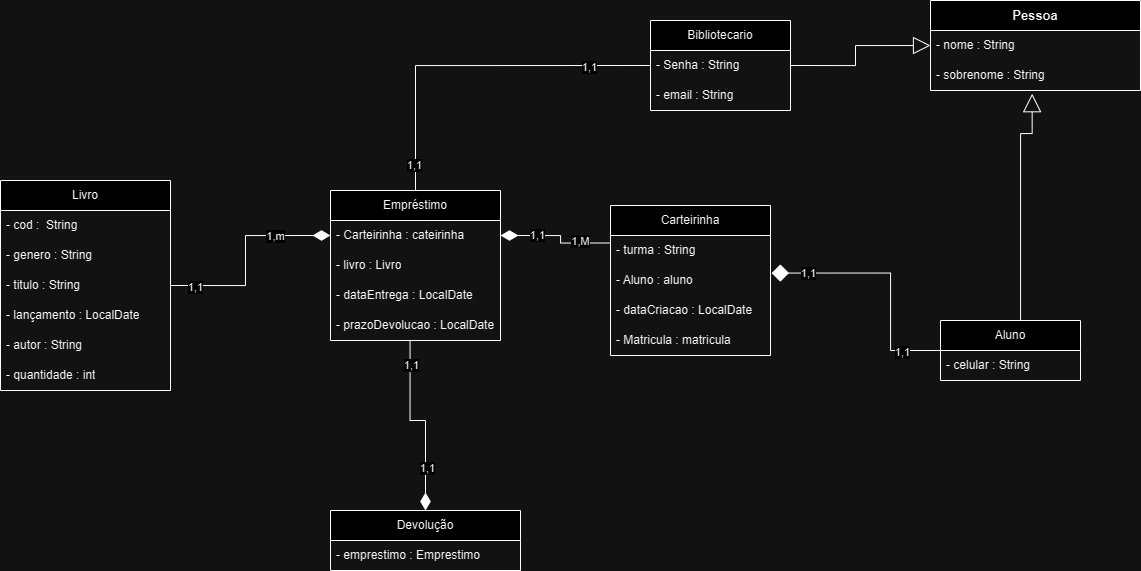 Pessoa
- nome : String
- sobrenome : String
Bibliotecario
- Senha : String
- email : String
1,1
1,1
Livro
- cod :  String
- genero : String
- titulo : String
- lançamento : LocalDate
- autor : String
- quantidade : int
1,1
1,m
Empréstimo
- Carteirinha : cateirinha
- livro : Livro
- dataEntrega : LocalDate
- prazoDevolucao : LocalDate
1,1
1,M
Carteirinha
- turma : String
- Aluno : aluno
- dataCriacao : LocalDate
- Matricula : matricula
1,1
1,1
Aluno
- celular : String
1,1
1,1
Devolução
- emprestimo : Emprestimo